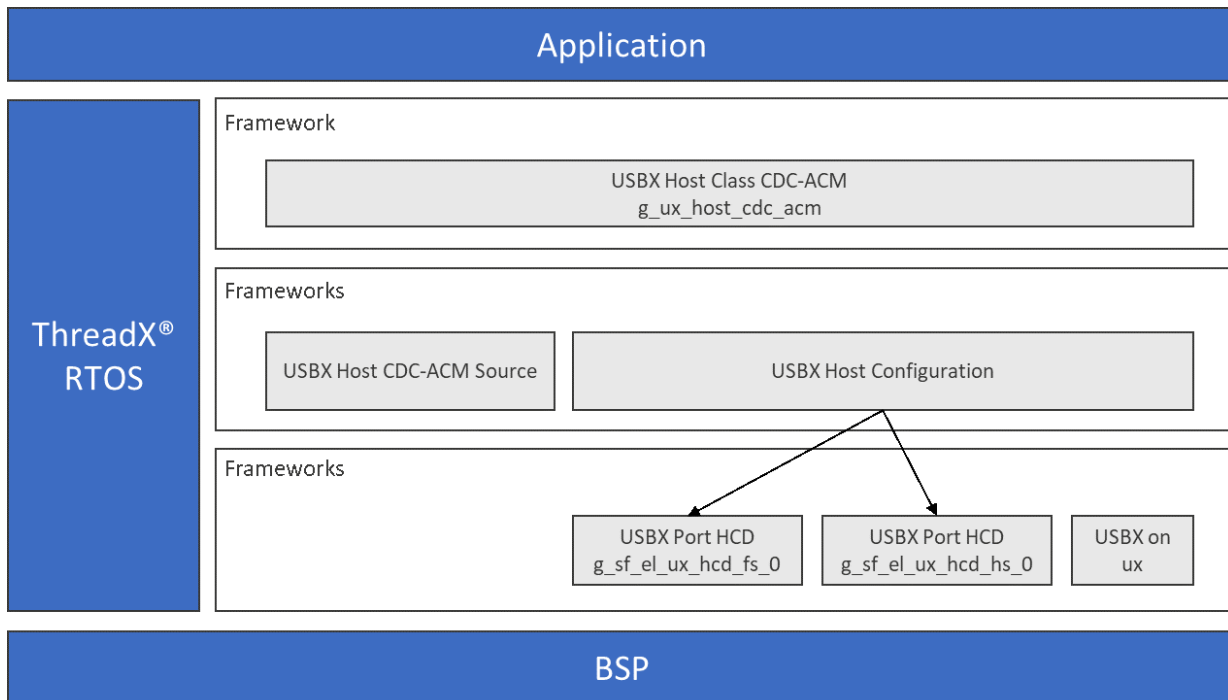 Application
ThreadX®
RTOS
Framework
USBX Host Class CDC-ACM
g_ux_host_cdc_acm
Frameworks
USBX Host CDC-ACM Source
USBX Host Configuration
Frameworks
USBX Port HCD
g_sf_el_ux_hcd_fs_0
USBX Port HCD
g_sf_el_ux_hcd_hs_0
USBX on
ux
BSP